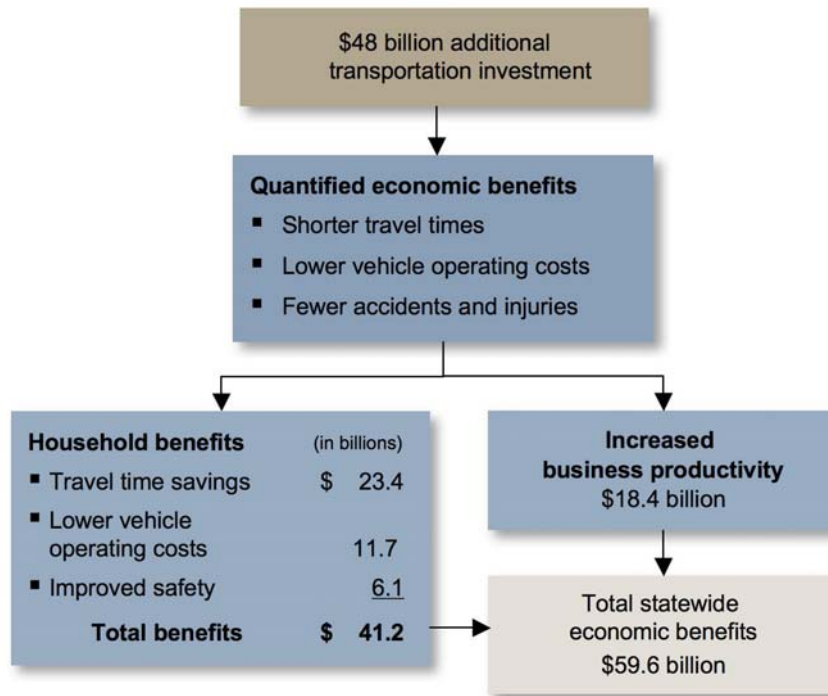 $48 billion additional
transportation investment
Quantified economic benefits
▪ Shorter travel times
▪ Lower vehicle operating costs
▪ Fewer accidents and injuries
Household benefits (in billions)
▪ Travel time savings $ 23.4
▪ Lower vehicle
operating costs 11.7
▪ Improved safety 6.1
Total benefits $ 41.2
Increased
business productivity
$18.4 billion
Total statewide
economic benefits
$59.6 billion